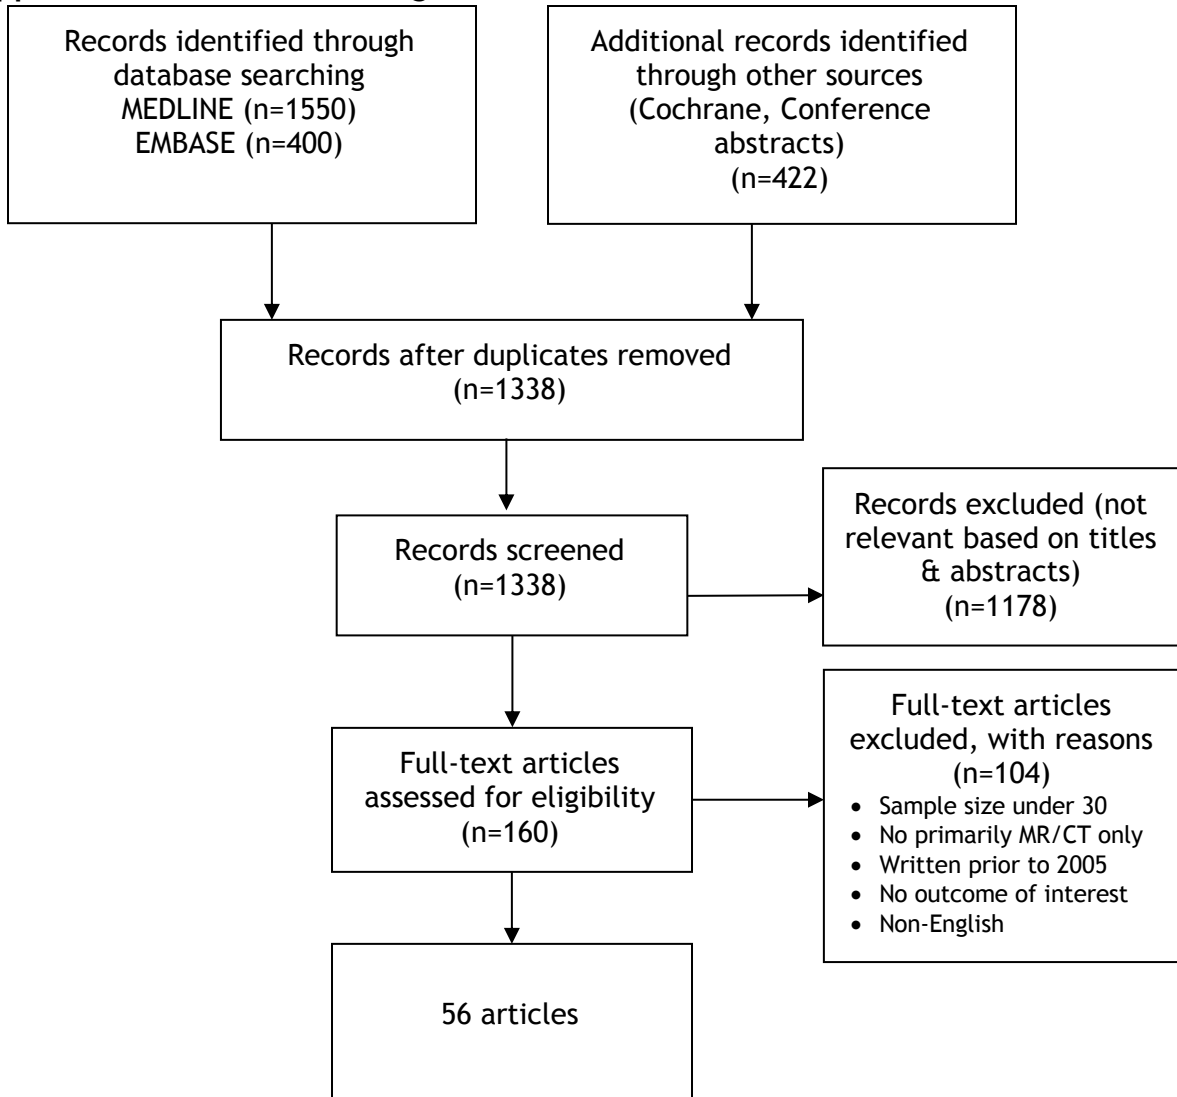 Records identified through
database searching
MEDLINE (n=1550)
EMBASE (n=400)
Additional records identified
through other sources
(Cochrane, Conference
abstracts)
(n=422)
Records after duplicates removed
(n=1338)
Records screened
(n=1338)
Records excluded (not
relevant based on titles
& abstracts)
(n=1178)
Full-text articles
assessed for eligibility
(n=160)
Full-text articles
excluded, with reasons
(n=104)
• Sample size under 30
• No primarily MR/CT only
• Written prior to 2005
• No outcome of interest
• Non-English
56 articles